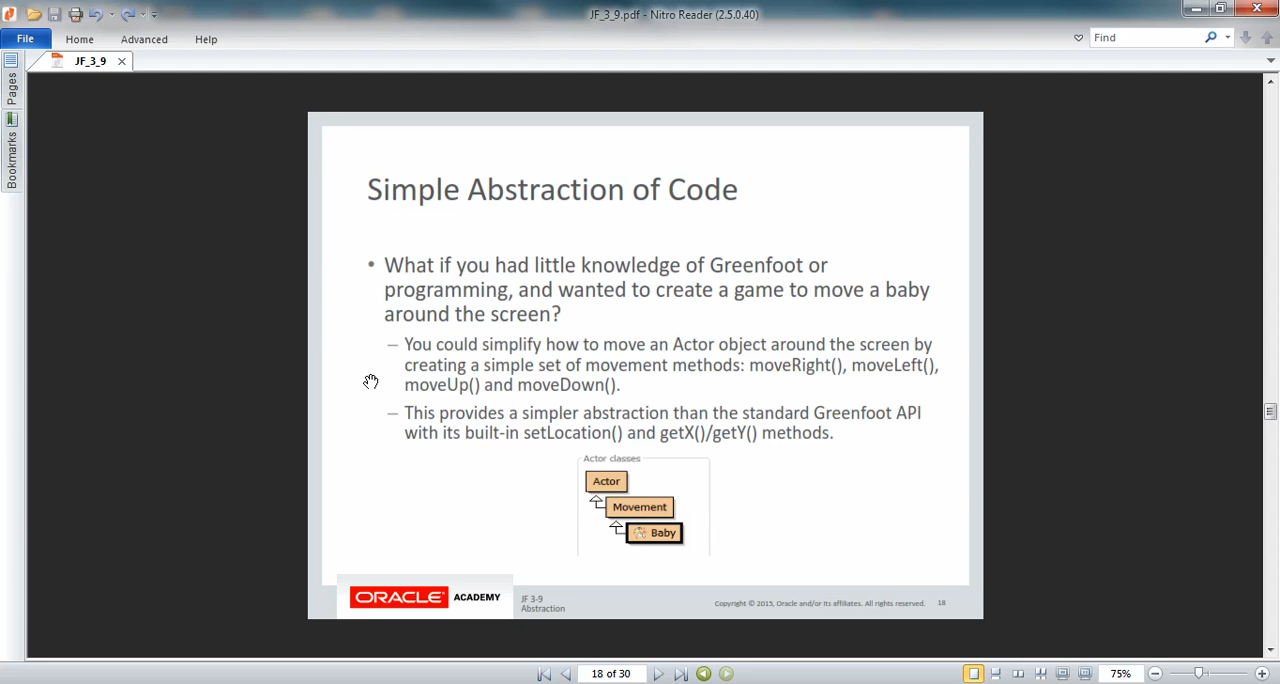 JF_3_9.pdf - Nitro Reader (2.5.0.40)
File Home Advanced Help
Find
JF_3_9
Pages
Bookmarks
Simple Abstraction of Code
• What if you had little knowledge of Greenfoot or
programming, and wanted to create a game to move a baby
around the screen?
– You could simplify how to move an Actor object around the screen by
creating a simple set of movement methods: moveRight(), moveLeft(),
moveUp() and moveDown().
– This provides a simpler abstraction than the standard Greenfoot API
with its built-in setLocation() and getX()/getY() methods.
Actor classes
Actor
Movement
Baby
ORACLE ACADEMY
JF 3-9
Abstraction
Copyright © 2015, Oracle and/or its affiliates. All rights reserved. 18
18 of 30
75%